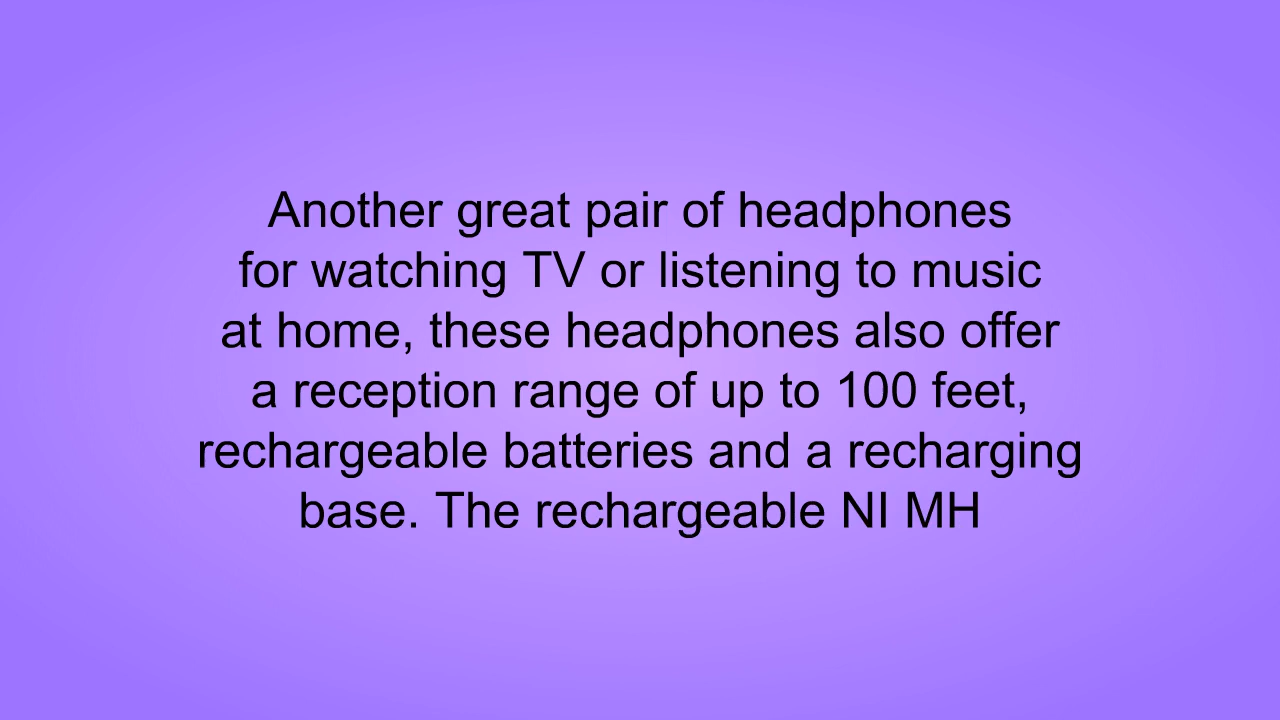 Another great pair of headphones
for watching TV or listening to music
at home, these headphones also offer
a reception range of up to 100 feet,
rechargeable batteries and a recharging
base. The rechargeable NI MH